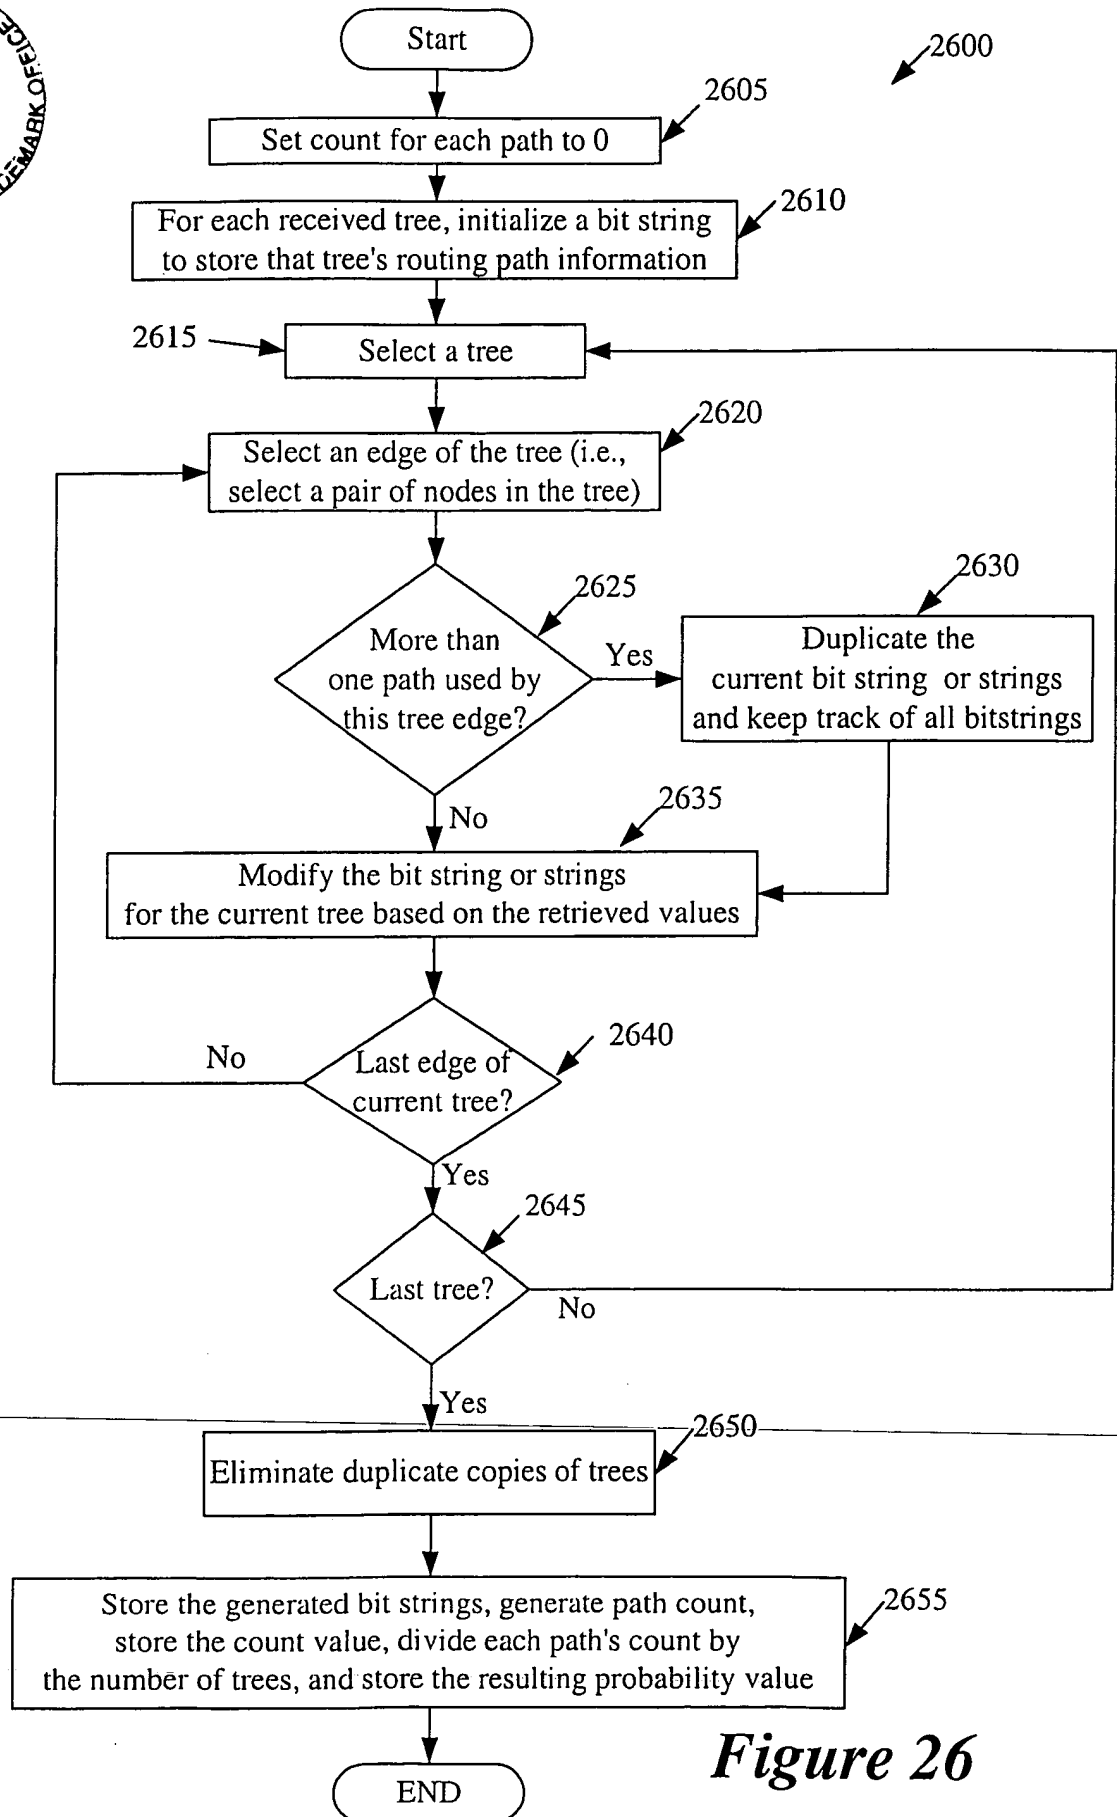 OFFICE
DEMARK
Start
2600
2605
Set count for each path to 0
2610
For each received tree, initialize a bit string
to store that tree's routing path information
2615
Select a tree
2620
Select an edge of the tree (i.e.,
select a pair of nodes in the tree)
2625
More than
one path used by
this tree edge?
Yes
2630
Duplicate the
current bit string or strings
and keep track of all bitstrings
No
2635
Modify the bit string or strings
for the current tree based on the retrieved values
No
2640
Last edge of
current tree?
Yes
2645
Last tree?
No
Yes
2650
Eliminate duplicate copies of trees
2655
Store the generated bit strings, generate path count,
store the count value, divide each path's count by
the number of trees, and store the resulting probability value
END
Figure 26